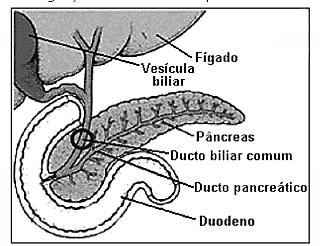 Fígado
Vesícula
biliar
Pâncreas
Ducto biliar comum
Ducto pancreático
Duodeno